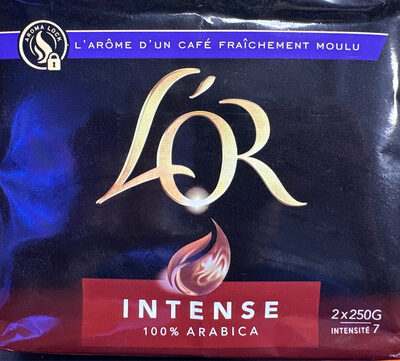 AROMA LOCK
L'ARÔME D'UN CAFÉ FRAÎCHEMENT MOULU
L'OR
INTENSE
100% ARABICA
2x250G
INTENSITÉ 7